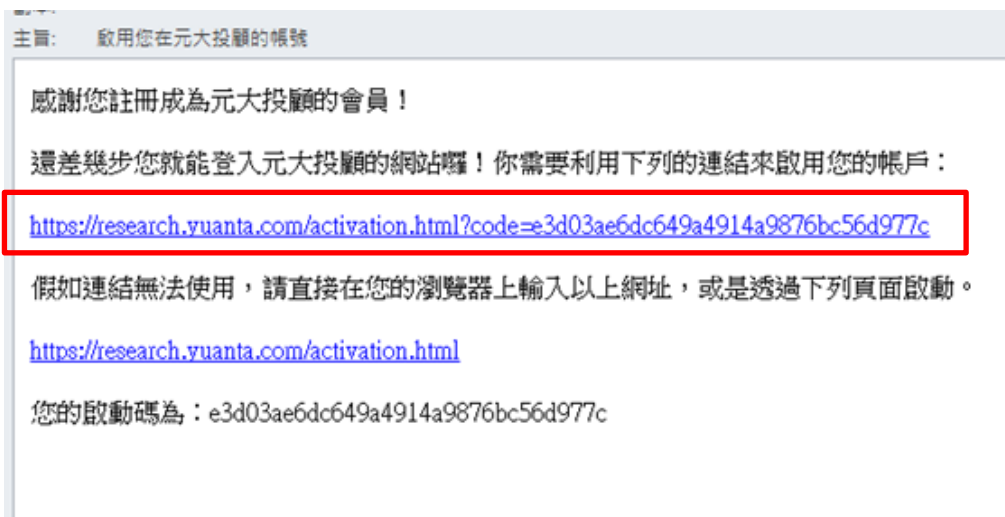 主旨: 啟用您在元大投顧的帳號
感謝您註冊成為元大投顧的會員！
還差幾步您就能登入元大投顧的網站囉！你需要利用下列的連結來啟用您的帳戶：
https://research.yuanta.com/activation.html?code=e3d03ae6dc649a4914a9876bc56d977c
假如連結無法使用，請直接在您的瀏覽器上輸入以上網址，或是透過下列頁面啟動。
https://research.yuanta.com/activation.html
您的啟動碼為：e3d03ae6dc649a4914a9876bc56d977c